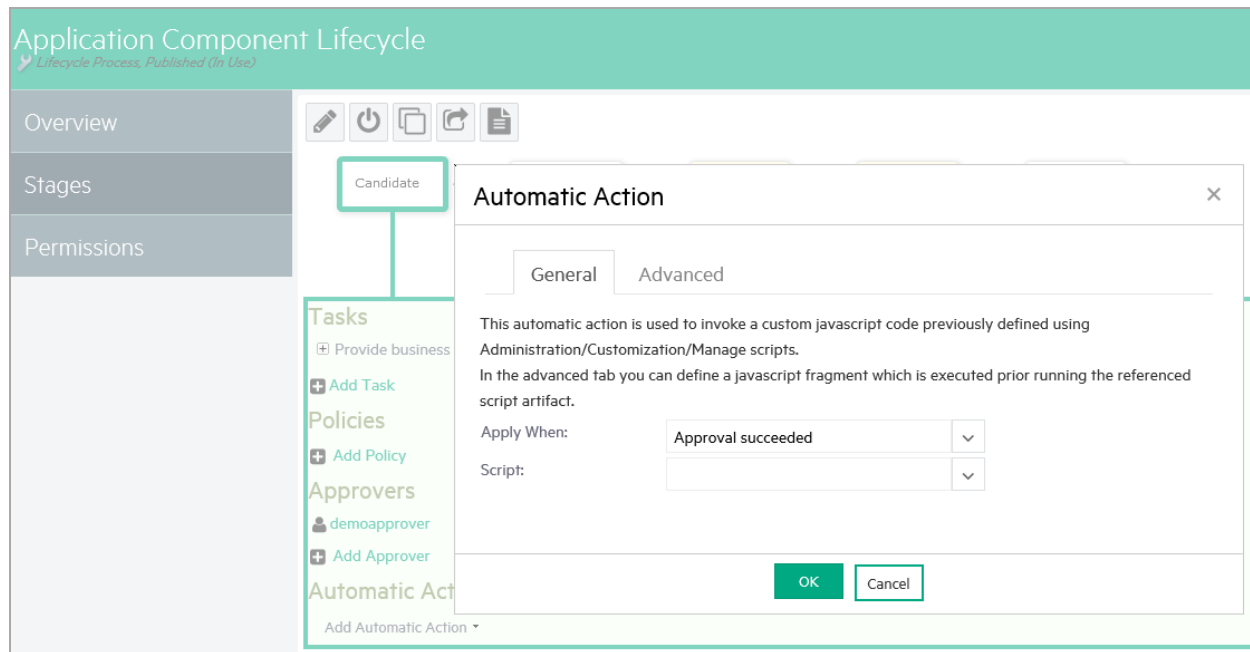 Application Component Lifecycle
Lifecycle Process, Published (In Use)
Overview
Stages
Permissions
Candidate
Tasks
Provide business
Add Task
Policies
Add Policy
Approvers
demoapprover
Add Approver
Automatic Act
Add Automatic Action
Automatic Action
General Advanced
This automatic action is used to invoke a custom javascript code previously defined using
Administration/Customization/Manage scripts.
In the advanced tab you can define a javascript fragment which is executed prior running the referenced
script artifact.
Apply When: Approval succeeded
Script:
OK Cancel